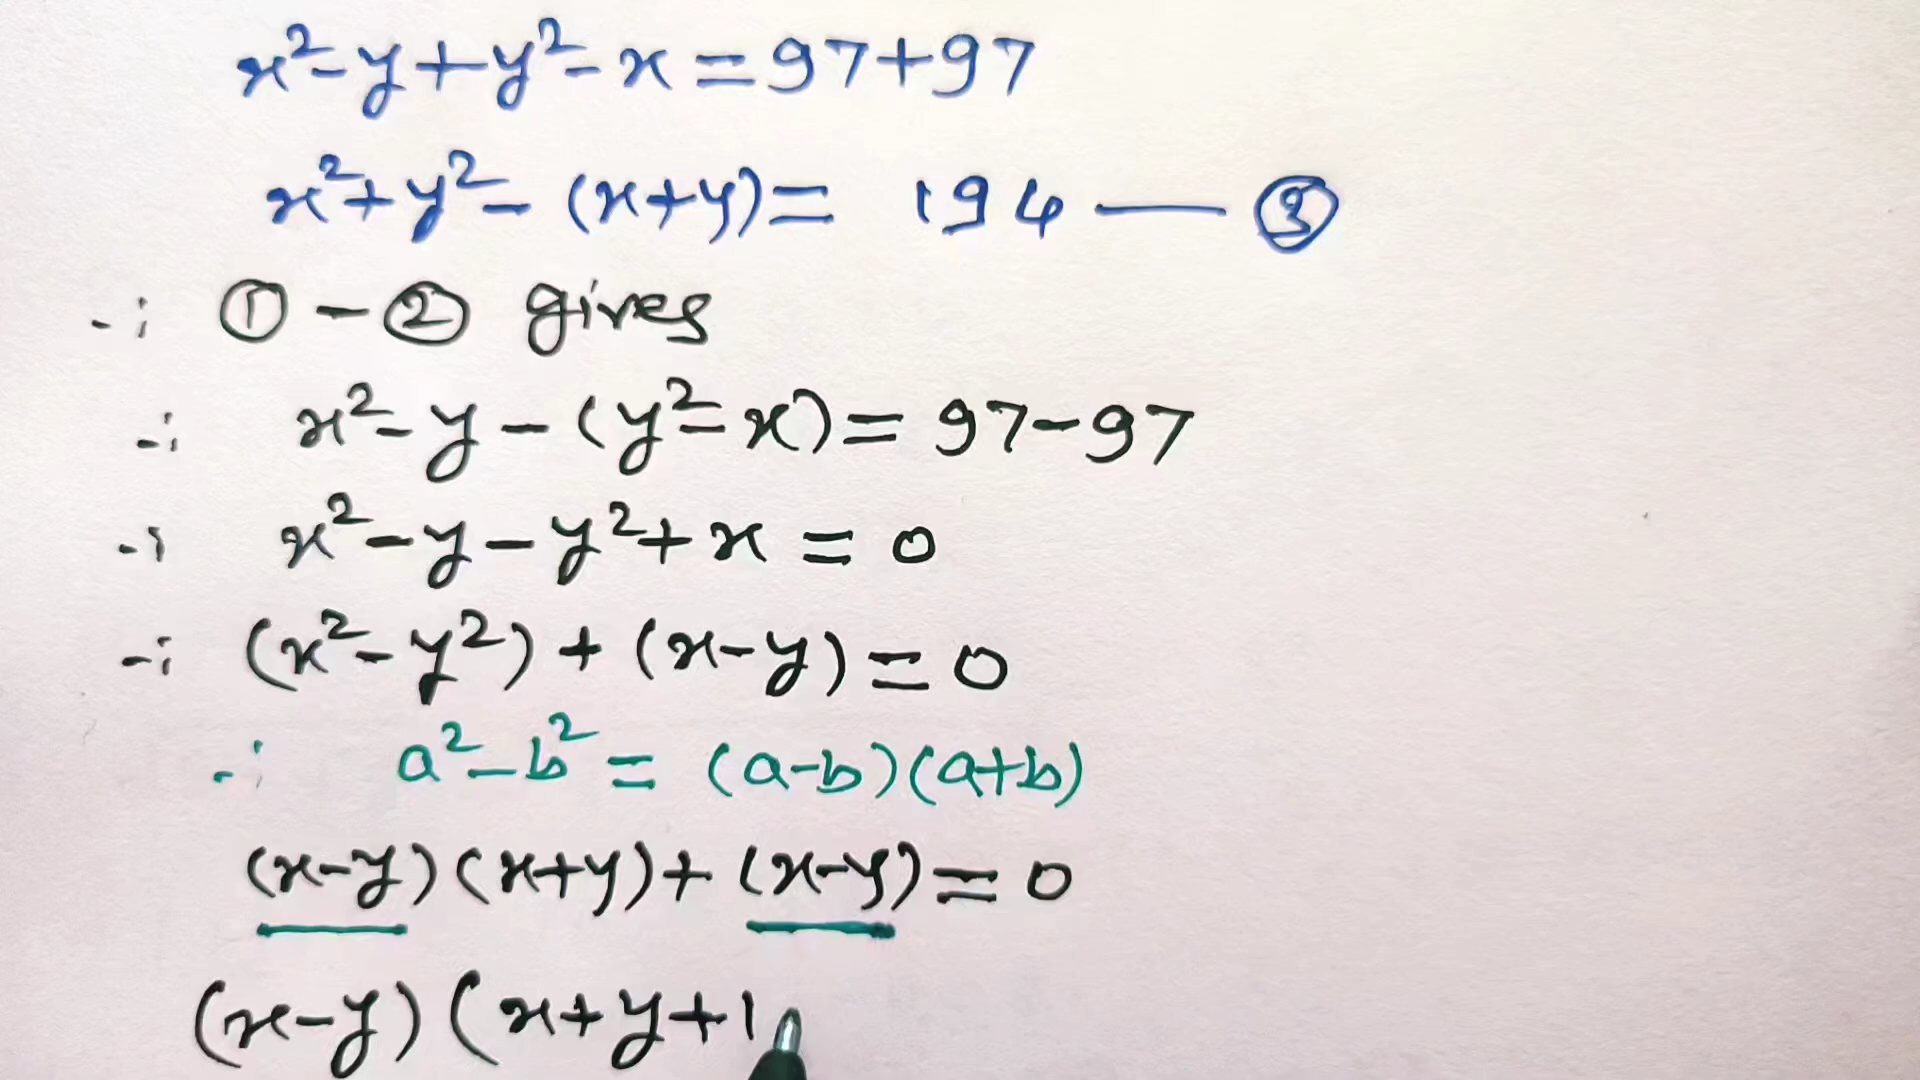 x²-y+y²-x=97+97
x²+y²-(x+y)= 194 — ③
∴ ①-② gives
∴ x²-y-(y²-x)=97-97
∴ x²-y-y²+x=0
∴ (x²-y²)+(x-y)=0
∴ a²-b²=(a-b)(a+b)
(x-y)(x+y)+(x-y)=0
(x-y)(x+y+1